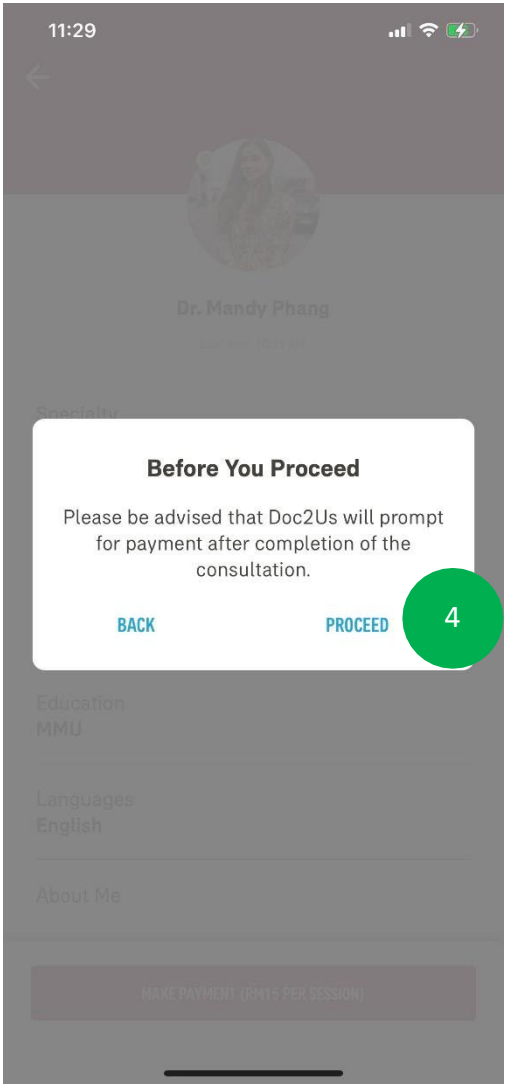 11:29
Dr. Mandy Phang
Specialty
Before You Proceed
Please be advised that Doc2Us will prompt
for payment after completion of the
consultation.
BACK
PROCEED
4
Education
MMU
Languages
English
About Me
MAKE PAYMENT (RM15 PER SESSION)